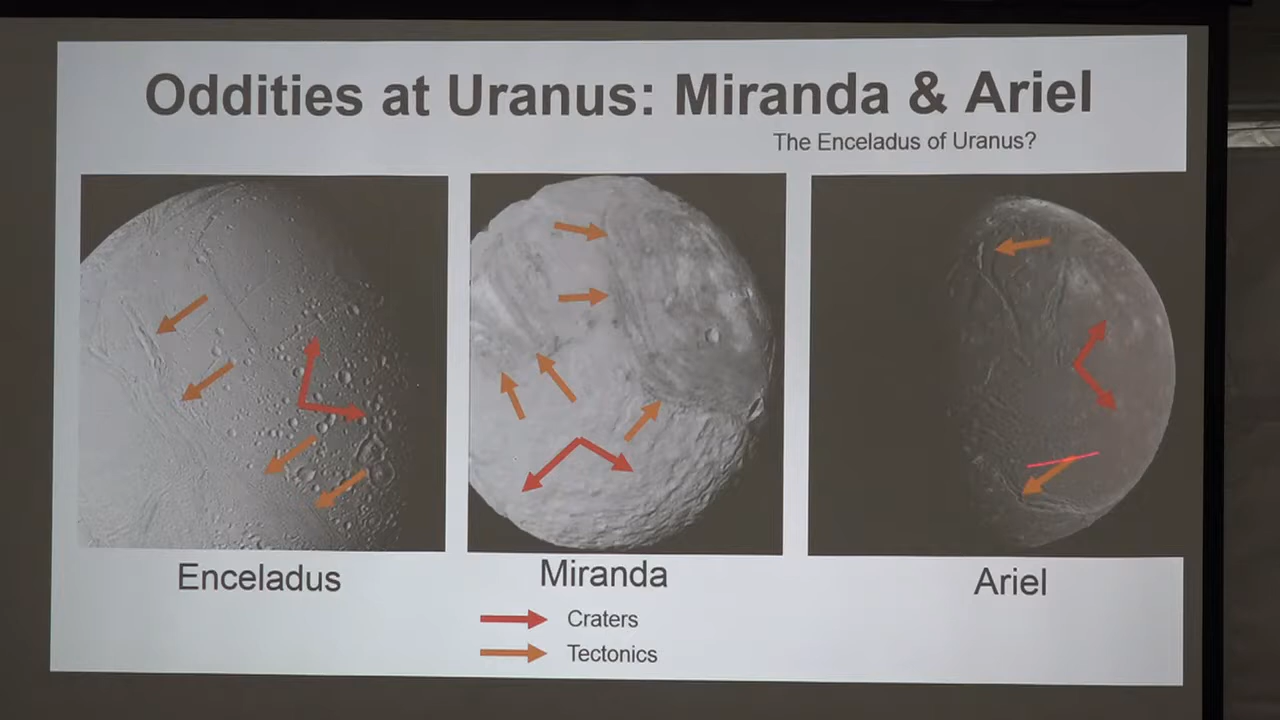 Oddities at Uranus: Miranda & Ariel
The Enceladus of Uranus?
Enceladus
Miranda
Ariel
Craters
Tectonics